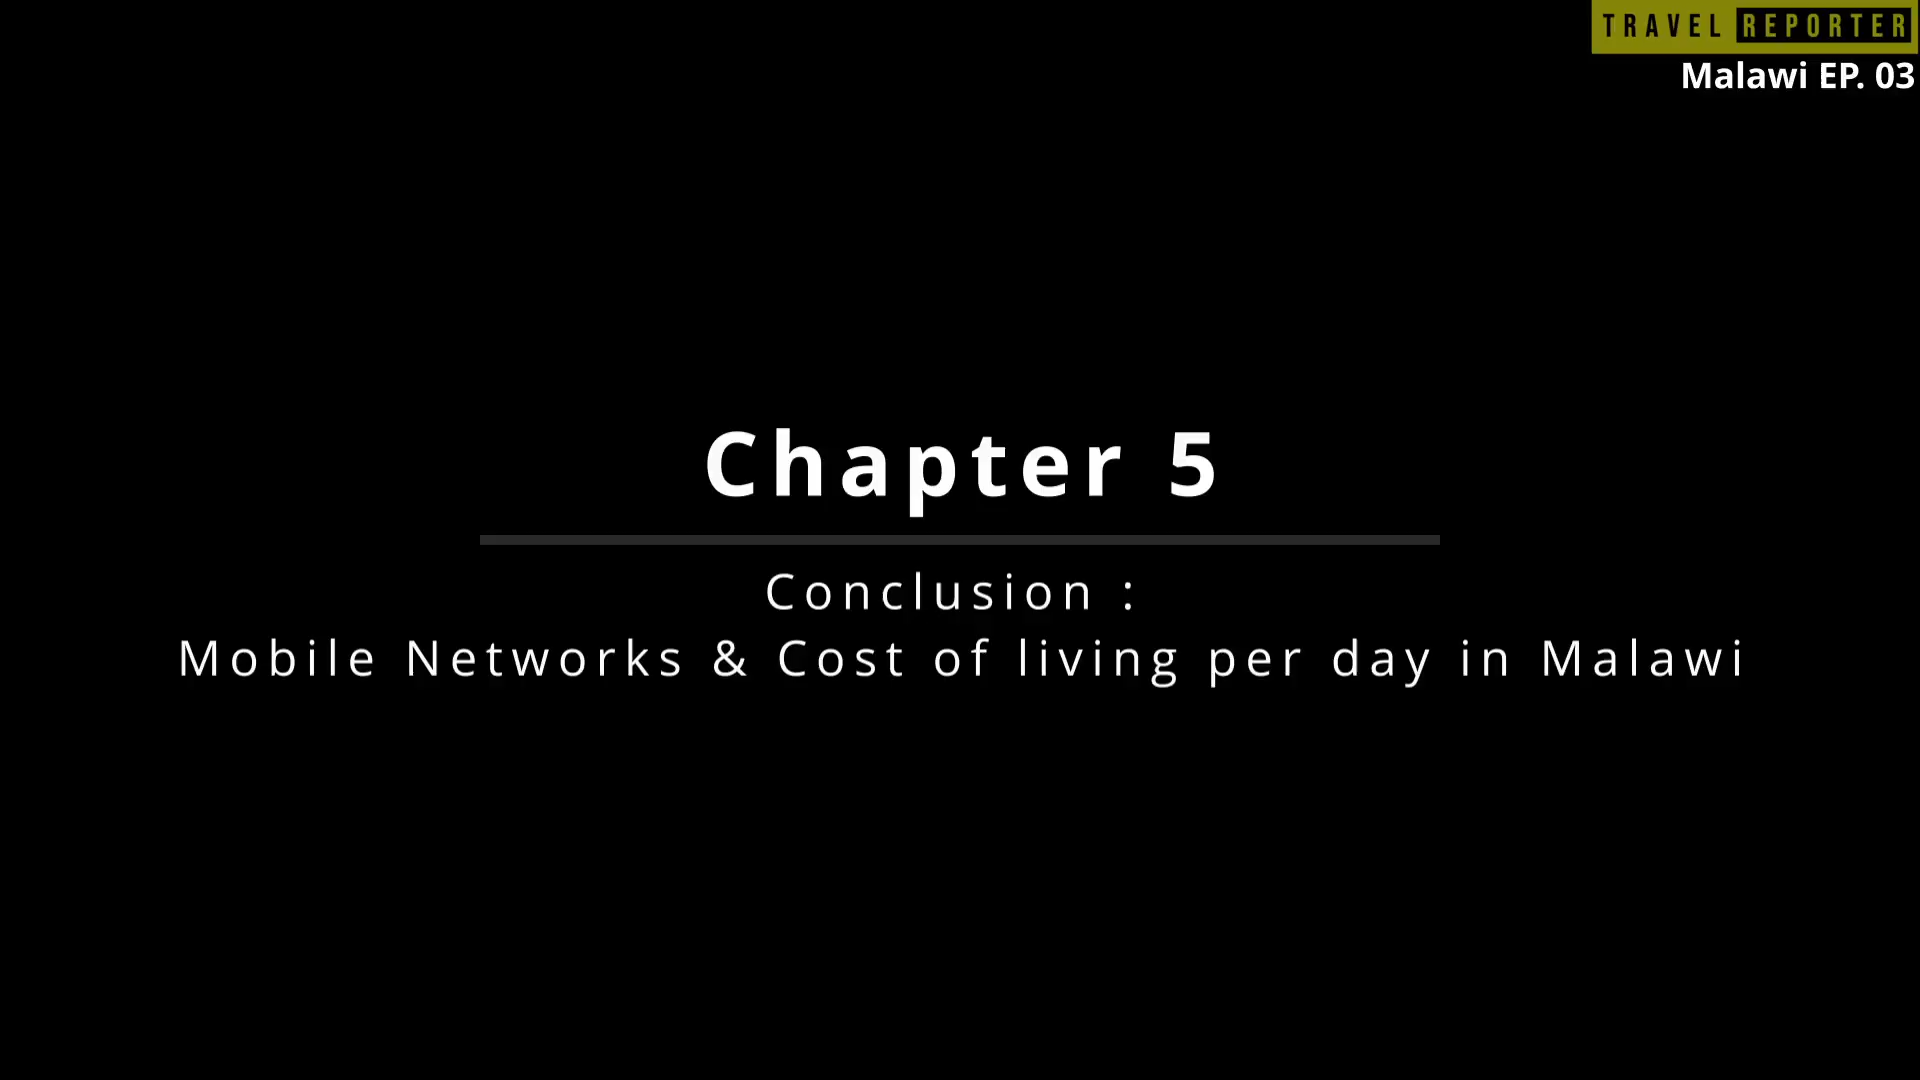 TRAVEL REPORTER
Malawi EP. 03
Chapter 5
Conclusion :
Mobile Networks & Cost of living per day in Malawi